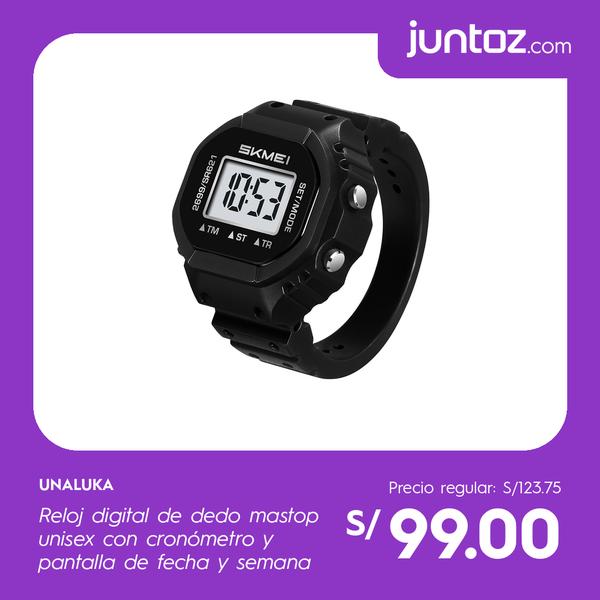 juntoz.com
SKMEI
2699/SR621
10:53
SET/MODE
▲TM ▲ST ▲TR
UNALUKA
Reloj digital de dedo mastop
unisex con cronómetro y
pantalla de fecha y semana
Precio regular: S/123.75
S/ 99.00